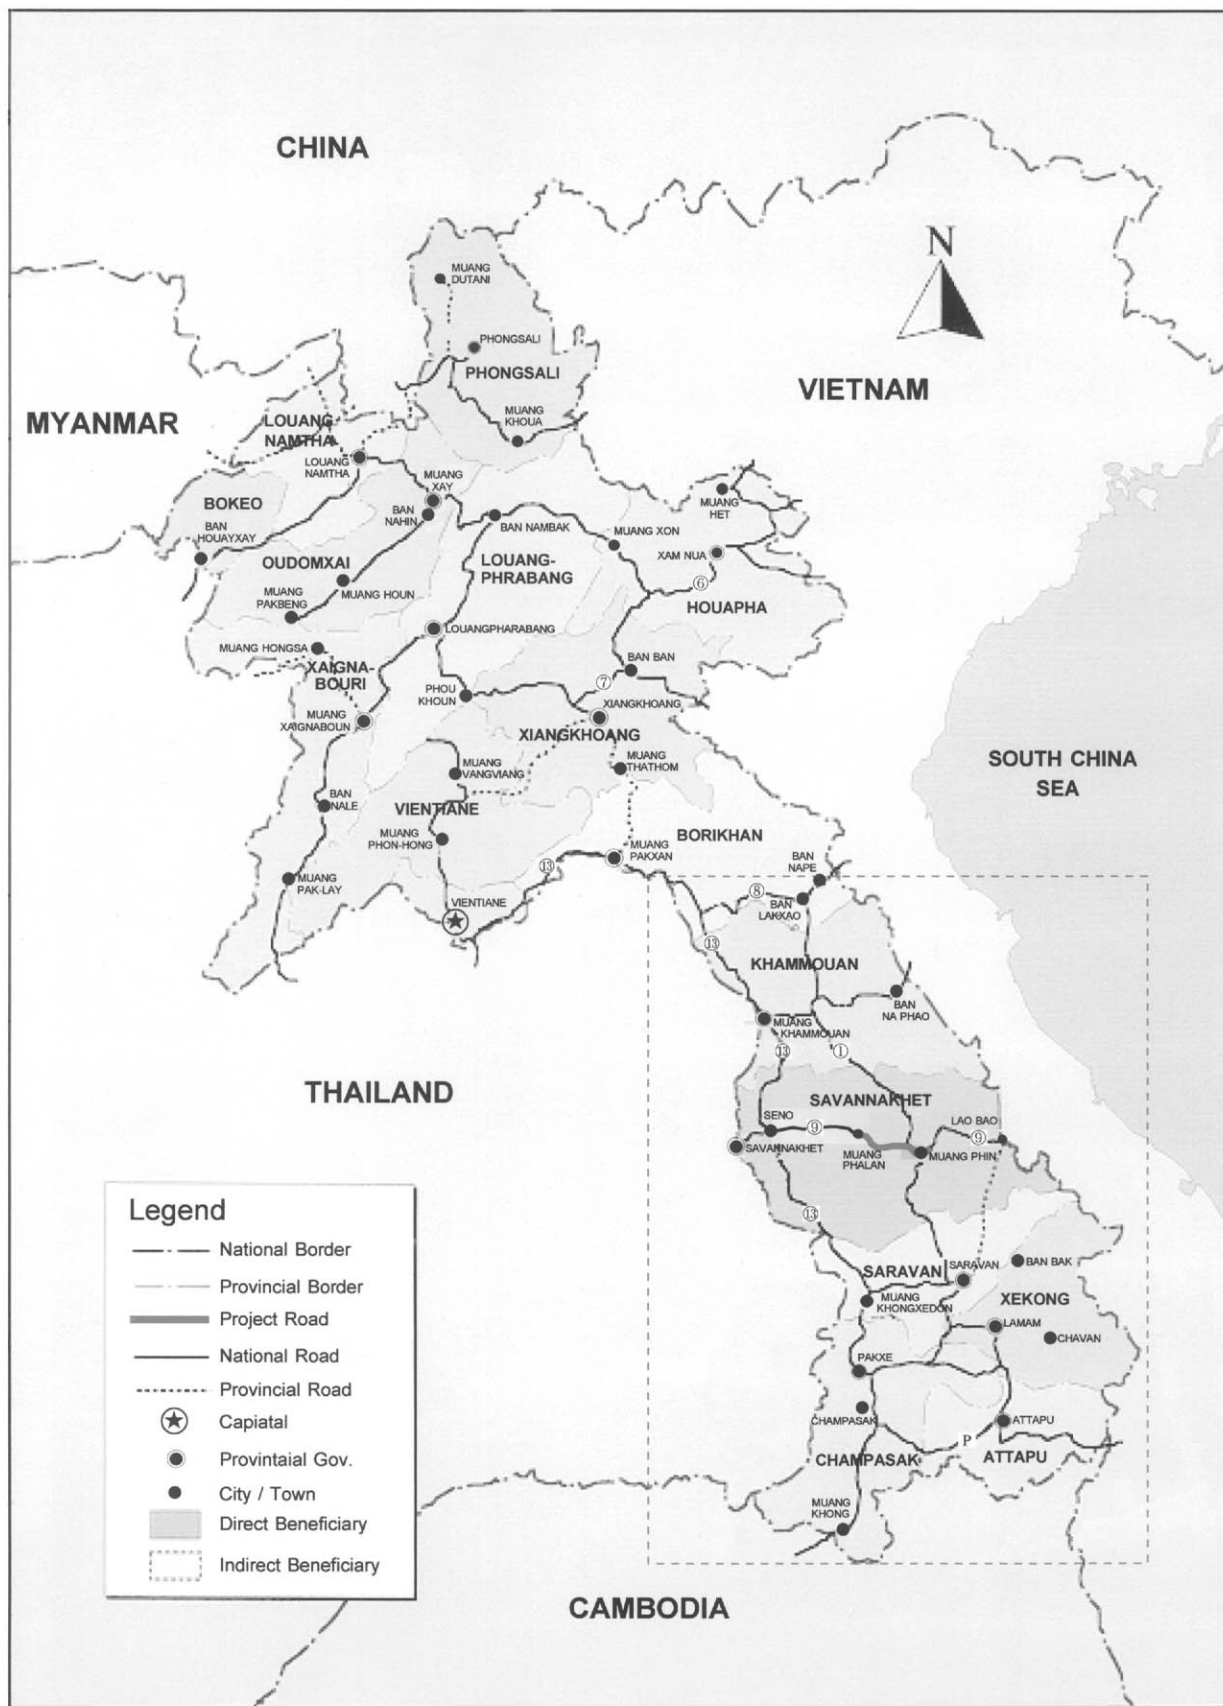 CHINA
N
MUANG
DUTANI
PHONGSALI
PHONGSALI
VIETNAM
MYANMAR
MUANG
KHOUA
LOUANG
NAMTHA
LOUANG
NAMTHA
MUANG
XAY
BOKEO
BAN
NAHIN
MUANG
HET
BAN
HOUAYXAY
BAN NAMBAK
MUANG XON
XAM NUA
OUDOMXAI
LOUANG-
PHRABANG
⑥
MUANG
PAKBENG
MUANG HOUN
HOUAPHA
LOUANGPHARABANG
MUANG HONGSA
XAIGNA-
BOURI
BAN BAN
PHOU
KHOUN
⑦
XIANGKHOANG
MUANG
XAIGNABOUN
XIANGKHOANG
MUANG
VANGVIANG
MUANG
THATHOM
SOUTH CHINA
SEA
BAN
NALE
VIENTIANE
MUANG
PHON-HONG
BORIKHAN
MUANG
PAKXAN
BAN
NAPE
⑬
MUANG
PAK-LAY
⑧
BAN
LAKXAO
VIENTIANE
⑬
KHAMMOUAN
BAN
NA PHAO
MUANG
KHAMMOUAN
⑬
①
THAILAND
SAVANNAKHET
SENO
⑨
LAO BAO
⑨
SAVANNAKHET
MUANG
PHALAN
MUANG PHIN
⑬
SARAVAN
SARAVAN
BAN BAK
MUANG
KHONGXEDON
XEKONG
LAMAM
CHAVAN
PAKXE
CHAMPASAK
ATTAPU
P
CHAMPASAK
ATTAPU
MUANG
KHONG
CAMBODIA
Legend
National Border
Provincial Border
Project Road
National Road
Provincial Road
Capiatal
Provintaial Gov.
City / Town
Direct Beneficiary
Indirect Beneficiary